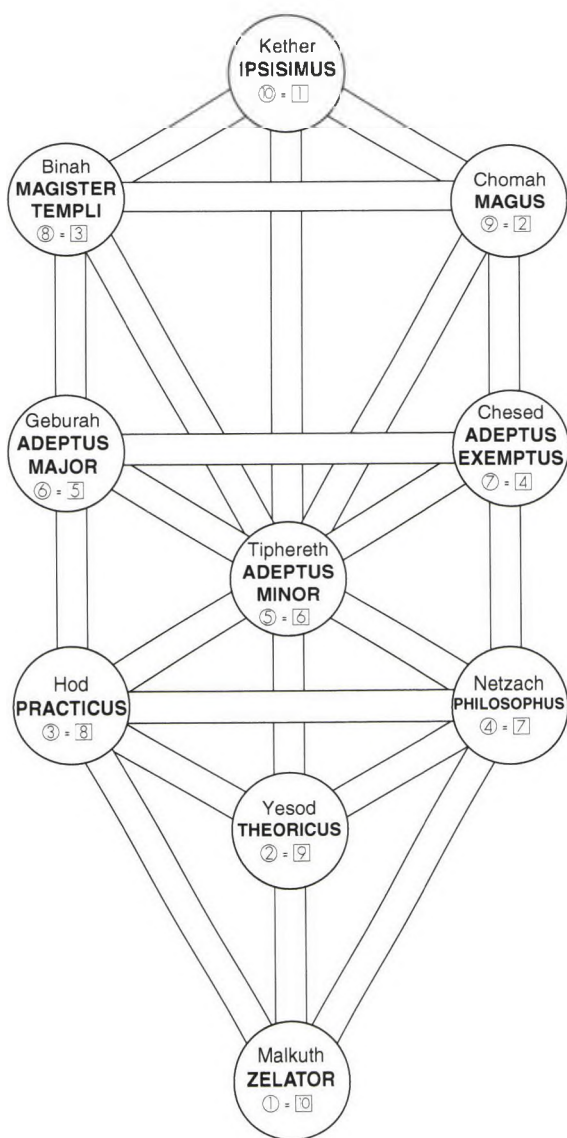 Kether
IPSISIMUS
⑩ = 1
Binah
MAGISTER
TEMPLI
⑧ = 3
Chomah
MAGUS
⑨ = 2
Geburah
ADEPTUS
MAJOR
⑥ = 5
Chesed
ADEPTUS
EXEMPTUS
⑦ = 4
Tiphereth
ADEPTUS
MINOR
⑤ = 6
Hod
PRACTICUS
③ = 8
Netzach
PHILOSOPHUS
④ = 7
Yesod
THEORICUS
② = 9
Malkuth
ZELATOR
① = 10